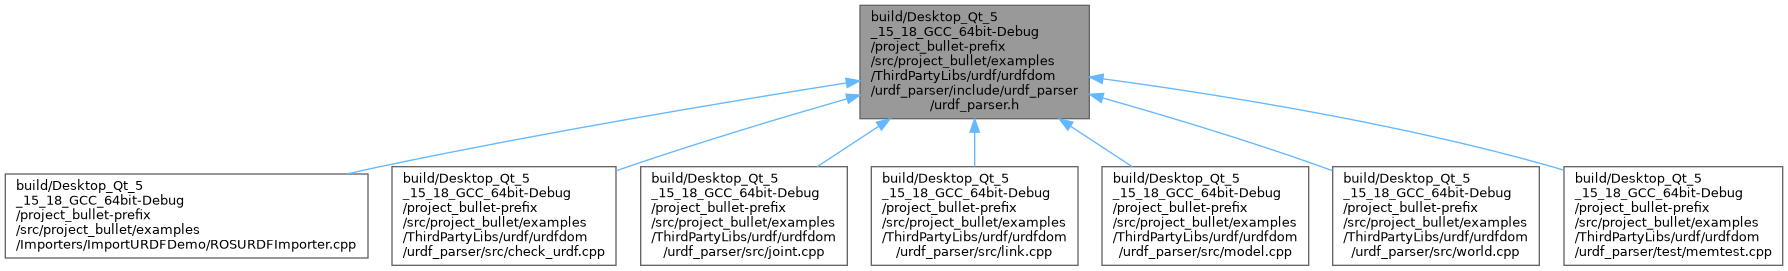 build/Desktop_Qt_5
_15_18_GCC_64bit-Debug
/project_bullet-prefix
/src/project_bullet/examples
/ThirdPartyLibs/urdf/urdfdom
/urdf_parser/include/urdf_parser
/urdf_parser.h
build/Desktop_Qt_5
_15_18_GCC_64bit-Debug
/project_bullet-prefix
/src/project_bullet/examples
/Importers/ImportURDFDemo/ROSURDFImporter.cpp
build/Desktop_Qt_5
_15_18_GCC_64bit-Debug
/project_bullet-prefix
/src/project_bullet/examples
/ThirdPartyLibs/urdf/urdfdom
/urdf_parser/src/check_urdf.cpp
build/Desktop_Qt_5
_15_18_GCC_64bit-Debug
/project_bullet-prefix
/src/project_bullet/examples
/ThirdPartyLibs/urdf/urdfdom
/urdf_parser/src/joint.cpp
build/Desktop_Qt_5
_15_18_GCC_64bit-Debug
/project_bullet-prefix
/src/project_bullet/examples
/ThirdPartyLibs/urdf/urdfdom
/urdf_parser/src/link.cpp
build/Desktop_Qt_5
_15_18_GCC_64bit-Debug
/project_bullet-prefix
/src/project_bullet/examples
/ThirdPartyLibs/urdf/urdfdom
/urdf_parser/src/model.cpp
build/Desktop_Qt_5
_15_18_GCC_64bit-Debug
/project_bullet-prefix
/src/project_bullet/examples
/ThirdPartyLibs/urdf/urdfdom
/urdf_parser/src/world.cpp
build/Desktop_Qt_5
_15_18_GCC_64bit-Debug
/project_bullet-prefix
/src/project_bullet/examples
/ThirdPartyLibs/urdf/urdfdom
/urdf_parser/test/memtest.cpp